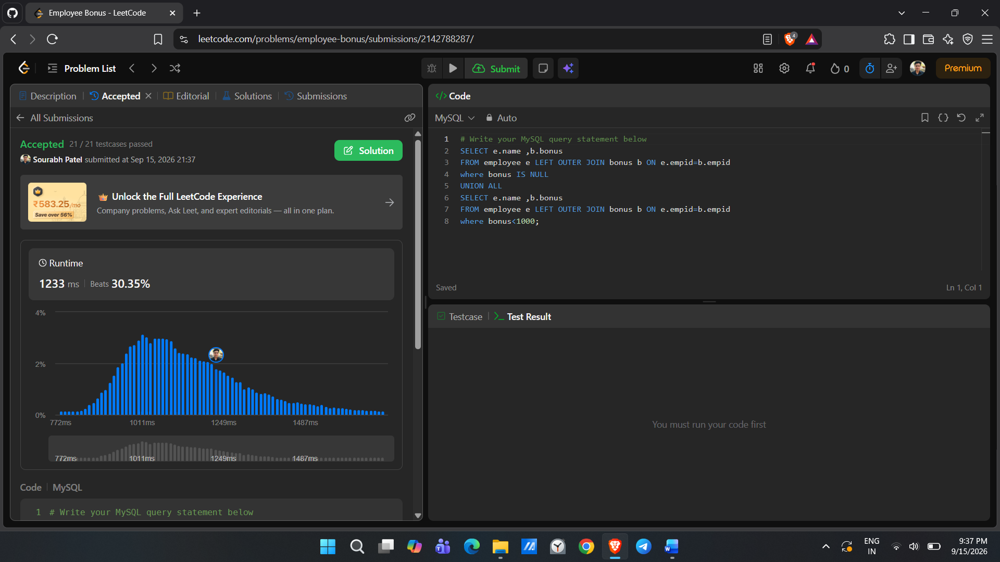 Employee Bonus - LeetCode
leetcode.com/problems/employee-bonus/submissions/2142788287/
4
Problem List
Submit
0
Premium
Description
Accepted
Editorial
Solutions
Submissions
All Submissions
Accepted 21 / 21 testcases passed
Sourabh Patel submitted at Sep 15, 2026 21:37
Solution
₹583.25/mo
Save over 56%
Unlock the Full LeetCode Experience
Company problems, Ask Leet, and expert editorials — all in one plan.
Runtime
1233 ms Beats 30.35%
4%
2%
0%
772ms 1011ms 1249ms 1487ms
772ms 1011ms 1249ms 1487ms
Code MySQL
1 # Write your MySQL query statement below
</> Code
MySQL Auto
1 # Write your MySQL query statement below
2 SELECT e.name ,b.bonus
3 FROM employee e LEFT OUTER JOIN bonus b ON e.empid=b.empid
4 where bonus IS NULL
5 UNION ALL
6 SELECT e.name ,b.bonus
7 FROM employee e LEFT OUTER JOIN bonus b ON e.empid=b.empid
8 where bonus<1000;
Saved
Ln 1, Col 1
Testcase
Test Result
You must run your code first
ENG
IN
9:37 PM
9/15/2026